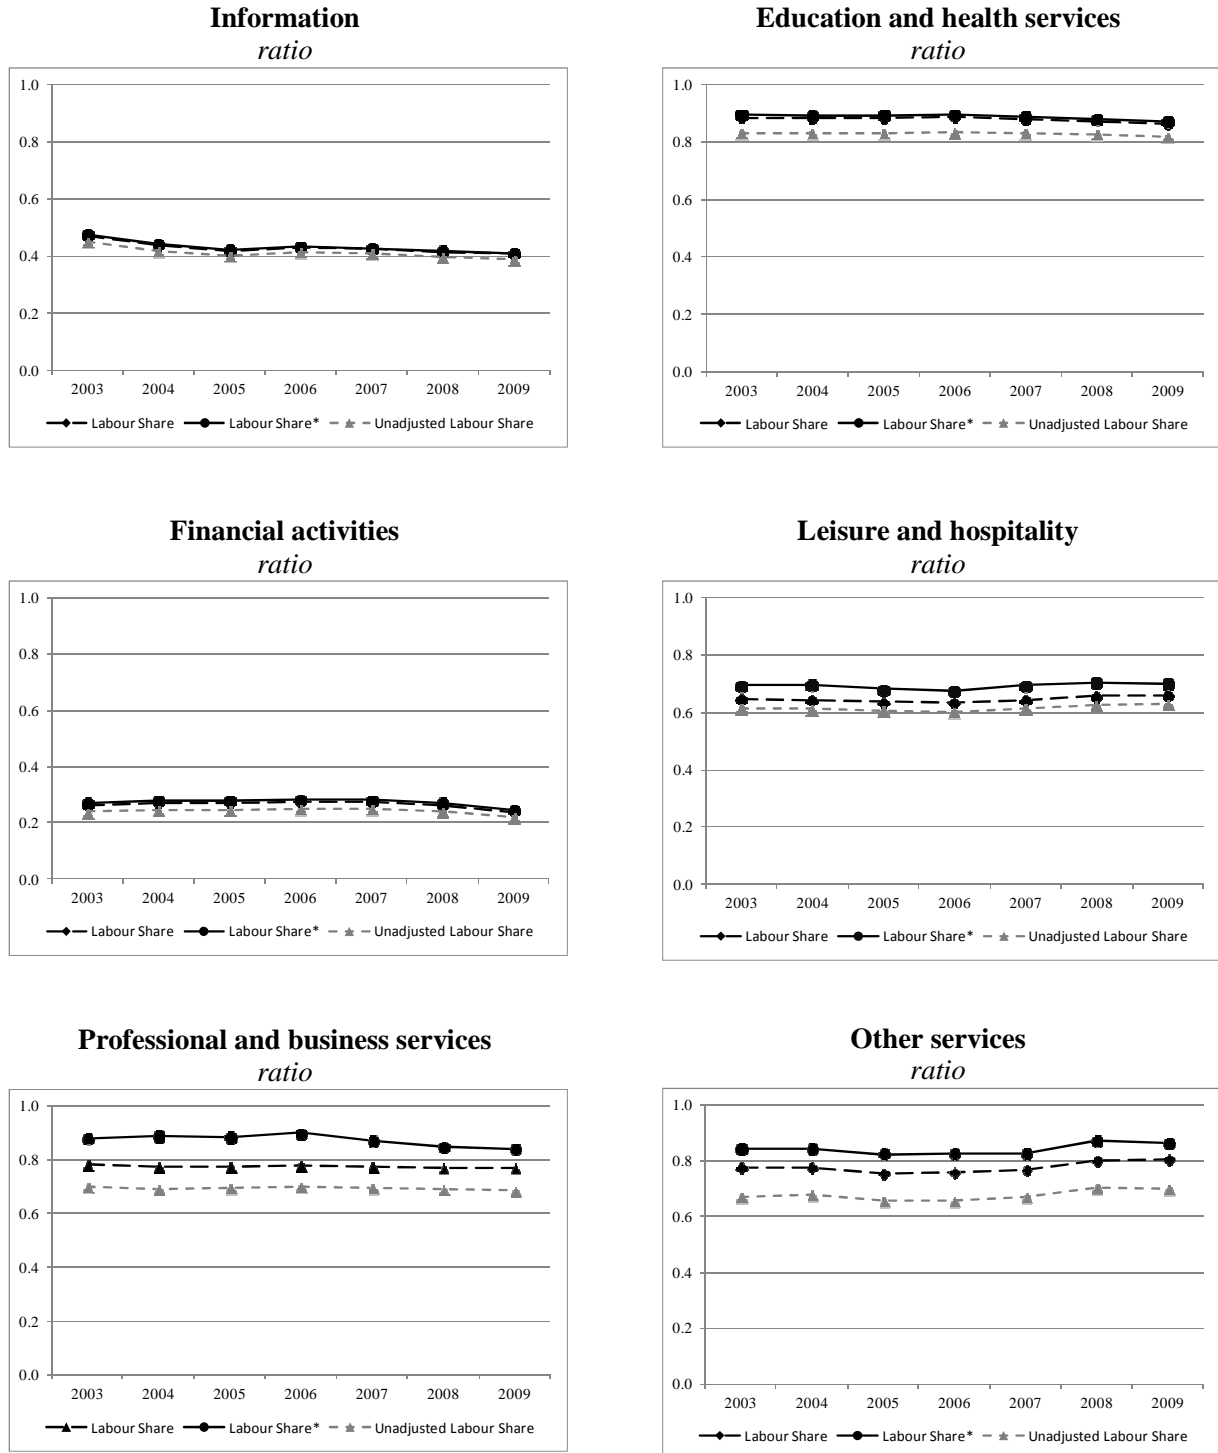 Information
ratio
1.0
0.8
0.6
0.4
0.2
0.0
2003 2004 2005 2006 2007 2008 2009
Labour Share Labour Share* Unadjusted Labour Share
Education and health services
ratio
1.0
0.8
0.6
0.4
0.2
0.0
2003 2004 2005 2006 2007 2008 2009
Labour Share Labour Share* Unadjusted Labour Share
Financial activities
ratio
1.0
0.8
0.6
0.4
0.2
0.0
2003 2004 2005 2006 2007 2008 2009
Labour Share Labour Share* Unadjusted Labour Share
Leisure and hospitality
ratio
1.0
0.8
0.6
0.4
0.2
0.0
2003 2004 2005 2006 2007 2008 2009
Labour Share Labour Share* Unadjusted Labour Share
Professional and business services
ratio
1.0
0.8
0.6
0.4
0.2
0.0
2003 2004 2005 2006 2007 2008 2009
Labour Share Labour Share* Unadjusted Labour Share
Other services
ratio
1.0
0.8
0.6
0.4
0.2
0.0
2003 2004 2005 2006 2007 2008 2009
Labour Share Labour Share* Unadjusted Labour Share